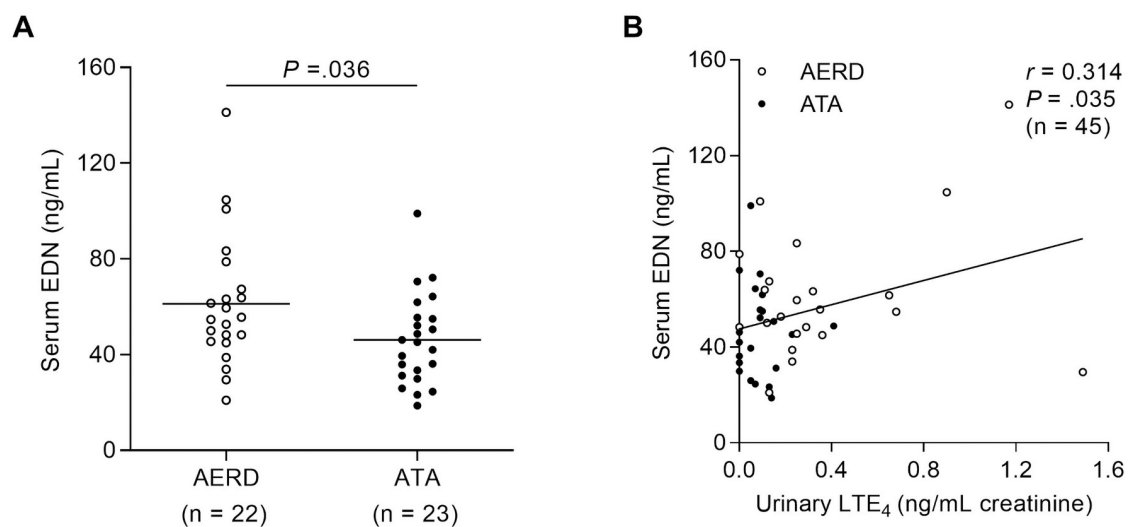 A
Serum EDN (ng/mL)
160
120
80
40
0
P =.036
AERD
(n = 22)
ATA
(n = 23)
B
Serum EDN (ng/mL)
160
120
80
40
0
AERD
ATA
r = 0.314
P = .035
(n = 45)
0.0 0.4 0.8 1.2 1.6
Urinary LTE₄ (ng/mL creatinine)